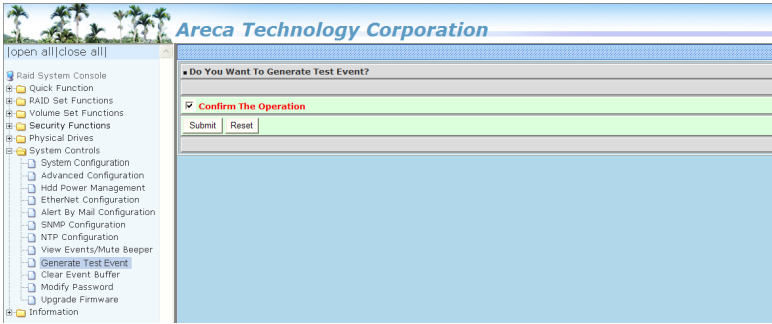 Areca Technology Corporation
|open all|close all|
Raid System Console
Quick Function
RAID Set Functions
Volume Set Functions
Security Functions
Physical Drives
System Controls
System Configuration
Advanced Configuration
Hdd Power Management
EtherNet Configuration
Alert By Mail Configuration
SNMP Configuration
NTP Configuration
View Events/Mute Beeper
Generate Test Event
Clear Event Buffer
Modify Password
Upgrade Firmware
Information
Do You Want To Generate Test Event?
Confirm The Operation
Submit Reset